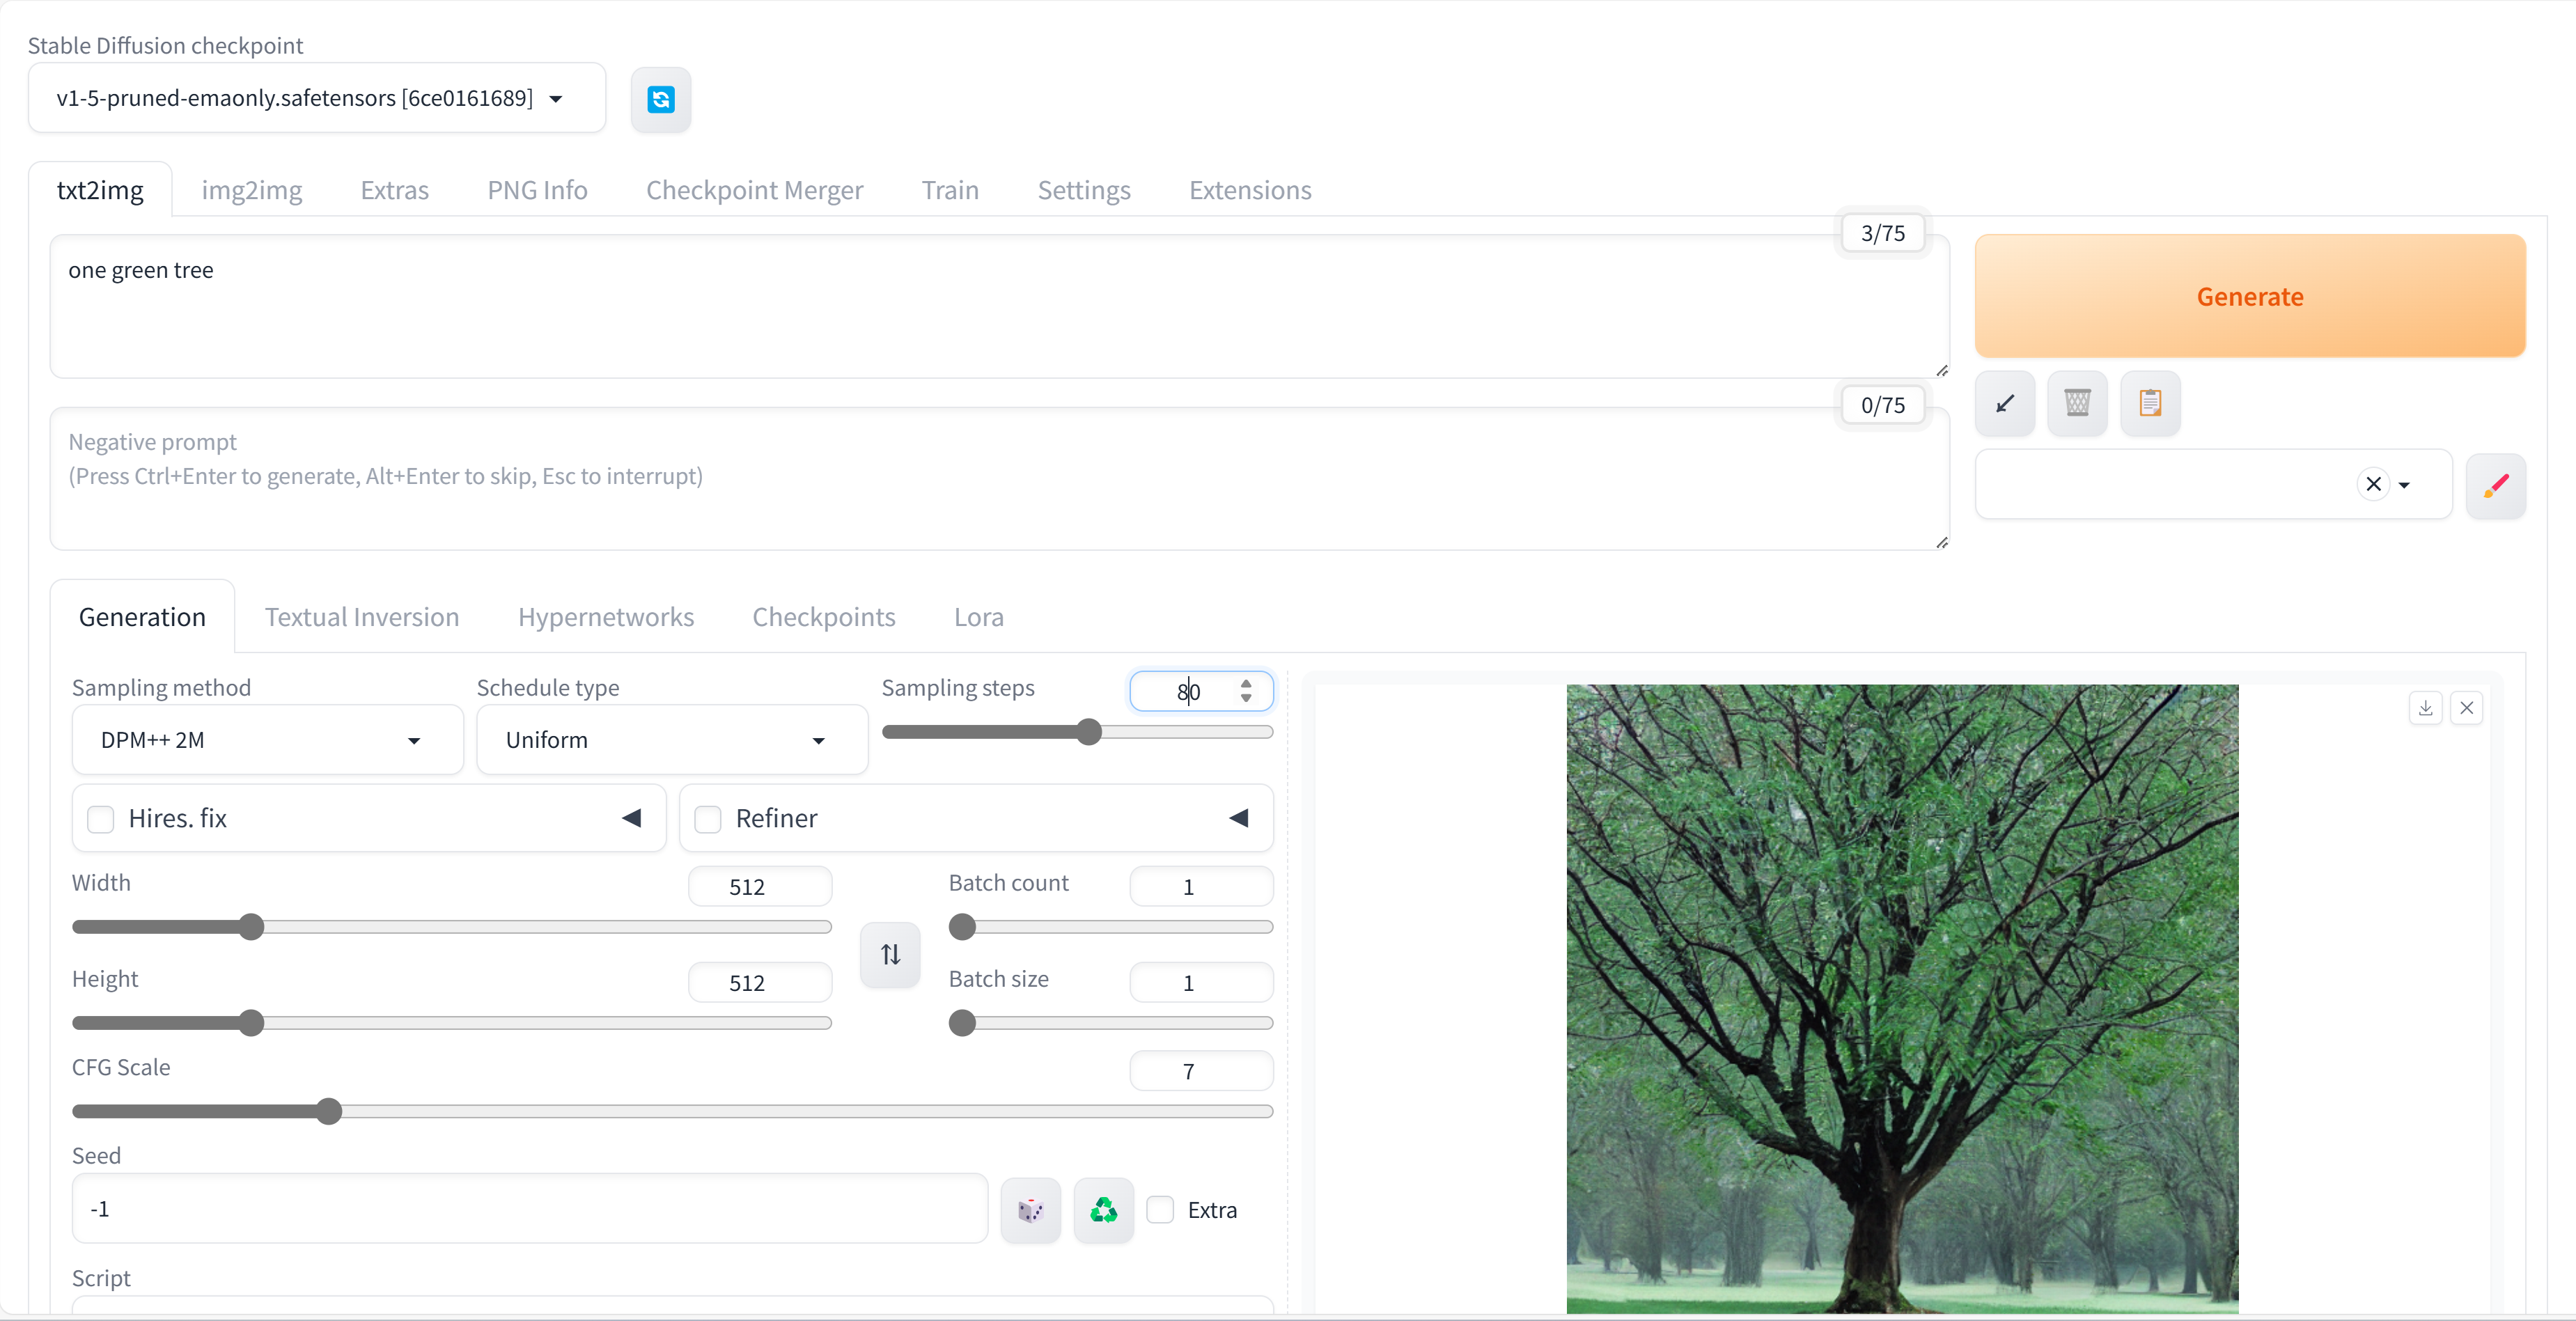 Stable Diffusion checkpoint
v1-5-pruned-emaonly.safetensors [6ce0161689]
txt2img img2img Extras PNG Info Checkpoint Merger Train Settings Extensions
3/75
one green tree
Generate
0/75
Negative prompt
(Press Ctrl+Enter to generate, Alt+Enter to skip, Esc to interrupt)
Generation Textual Inversion Hypernetworks Checkpoints Lora
Sampling method Schedule type Sampling steps 80
DPM++ 2M Uniform
Hires. fix Refiner
Width 512 Batch count 1
Height 512 Batch size 1
CFG Scale 7
Seed
-1 Extra
Script